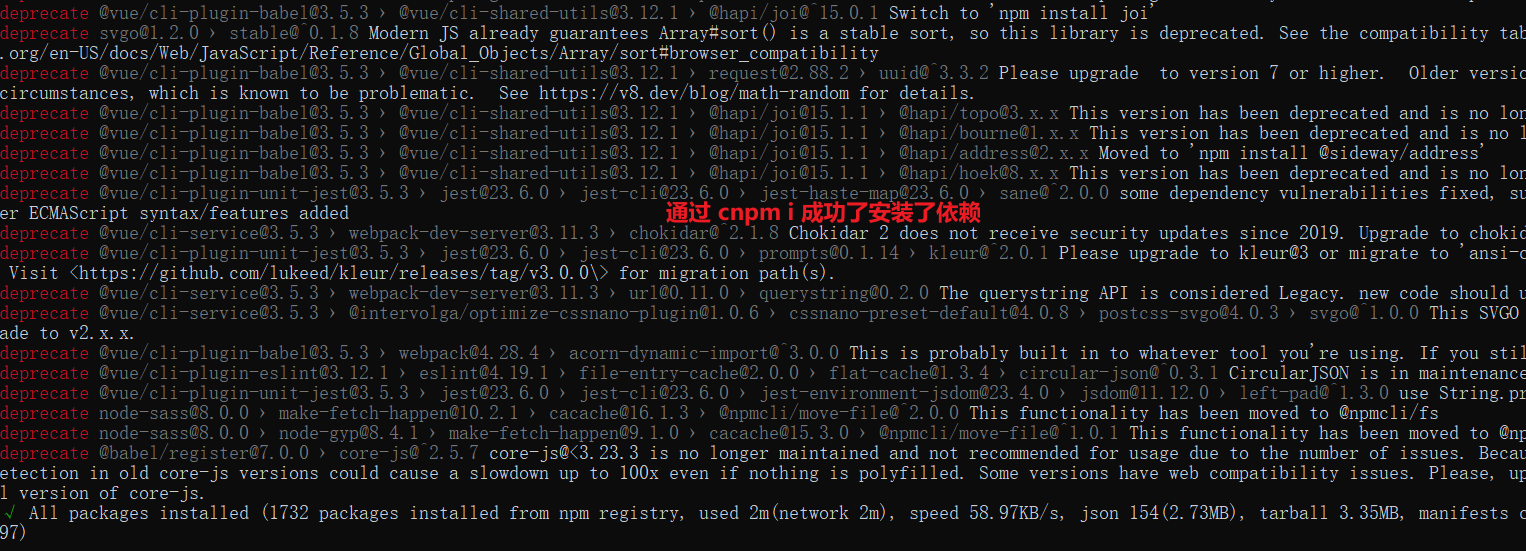 deprecate @vue/cli-plugin-babel@3.5.3 › @vue/cli-shared-utils@3.12.1 › @hapi/joi@^15.0.1 Switch to 'npm install joi'
deprecate svgo@1.2.0 › stable@^0.1.8 Modern JS already guarantees Array#sort() is a stable sort, so this library is deprecated. See the compatibility tab
.org/en-US/docs/Web/JavaScript/Reference/Global_Objects/Array/sort#browser_compatibility
deprecate @vue/cli-plugin-babel@3.5.3 › @vue/cli-shared-utils@3.12.1 › request@2.88.2 › uuid@^3.3.2 Please upgrade  to version 7 or higher.  Older versio
circumstances, which is known to be problematic.  See https://v8.dev/blog/math-random for details.
deprecate @vue/cli-plugin-babel@3.5.3 › @vue/cli-shared-utils@3.12.1 › @hapi/joi@15.1.1 › @hapi/topo@3.x.x This version has been deprecated and is no lon
deprecate @vue/cli-plugin-babel@3.5.3 › @vue/cli-shared-utils@3.12.1 › @hapi/joi@15.1.1 › @hapi/bourne@1.x.x This version has been deprecated and is no l
deprecate @vue/cli-plugin-babel@3.5.3 › @vue/cli-shared-utils@3.12.1 › @hapi/joi@15.1.1 › @hapi/address@2.x.x Moved to 'npm install @sideway/address'
deprecate @vue/cli-plugin-babel@3.5.3 › @vue/cli-shared-utils@3.12.1 › @hapi/joi@15.1.1 › @hapi/hoek@8.x.x This version has been deprecated and is no lon
deprecate @vue/cli-plugin-unit-jest@3.5.3 › jest@23.6.0 › jest-cli@23.6.0 › jest-haste-map@23.6.0 › sane@^2.0.0 some dependency vulnerabilities fixed, su
er ECMAScript syntax/features added
通过 cnpm i 成功了安装了依赖
deprecate @vue/cli-service@3.5.3 › webpack-dev-server@3.11.3 › chokidar@^2.1.8 Chokidar 2 does not receive security updates since 2019. Upgrade to chokid
deprecate @vue/cli-plugin-unit-jest@3.5.3 › jest@23.6.0 › jest-cli@23.6.0 › prompts@0.1.14 › kleur@^2.0.1 Please upgrade to kleur@3 or migrate to 'ansi-c
Visit <https://github.com/lukeed/kleur/releases/tag/v3.0.0\> for migration path(s).
deprecate @vue/cli-service@3.5.3 › webpack-dev-server@3.11.3 › url@0.11.0 › querystring@0.2.0 The querystring API is considered Legacy. new code should u
deprecate @vue/cli-service@3.5.3 › @intervolga/optimize-cssnano-plugin@1.0.6 › cssnano-preset-default@4.0.8 › postcss-svgo@4.0.3 › svgo@^1.0.0 This SVGO
ade to v2.x.x.
deprecate @vue/cli-plugin-babel@3.5.3 › webpack@4.28.4 › acorn-dynamic-import@^3.0.0 This is probably built in to whatever tool you're using. If you stil
deprecate @vue/cli-plugin-eslint@3.12.1 › eslint@4.19.1 › file-entry-cache@2.0.0 › flat-cache@1.3.4 › circular-json@^0.3.1 CircularJSON is in maintenance
deprecate @vue/cli-plugin-unit-jest@3.5.3 › jest@23.6.0 › jest-cli@23.6.0 › jest-environment-jsdom@23.4.0 › jsdom@11.12.0 › left-pad@^1.3.0 use String.pr
deprecate node-sass@8.0.0 › make-fetch-happen@10.2.1 › cacache@16.1.3 › @npmcli/move-file@^2.0.0 This functionality has been moved to @npmcli/fs
deprecate node-sass@8.0.0 › node-gyp@8.4.1 › make-fetch-happen@9.1.0 › cacache@15.3.0 › @npmcli/move-file@^1.0.1 This functionality has been moved to @np
deprecate @babel/register@7.0.0 › core-js@^2.5.7 core-js@<3.23.3 is no longer maintained and not recommended for usage due to the number of issues. Becau
etection in old core-js versions could cause a slowdown up to 100x even if nothing is polyfilled. Some versions have web compatibility issues. Please, up
l version of core-js.
√ All packages installed (1732 packages installed from npm registry, used 2m(network 2m), speed 58.97KB/s, json 154(2.73MB), tarball 3.35MB, manifests c
97)